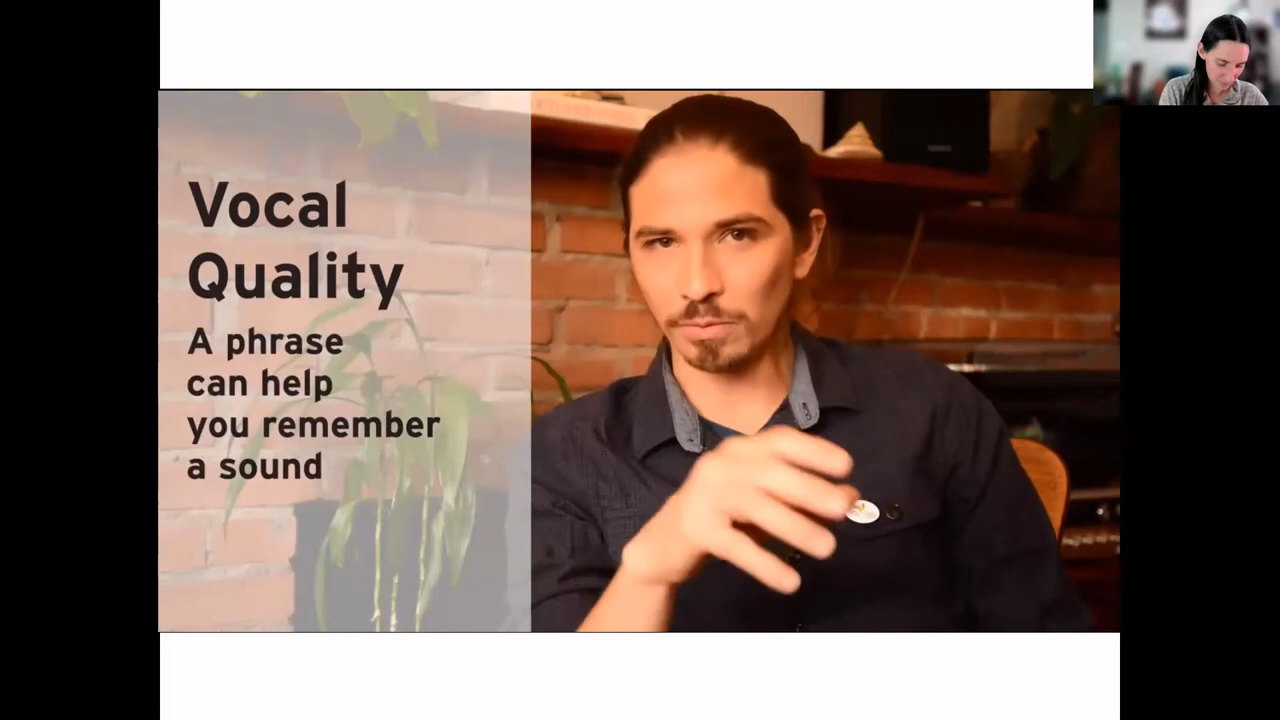 Vocal
Quality
A phrase
can help
you remember
a sound